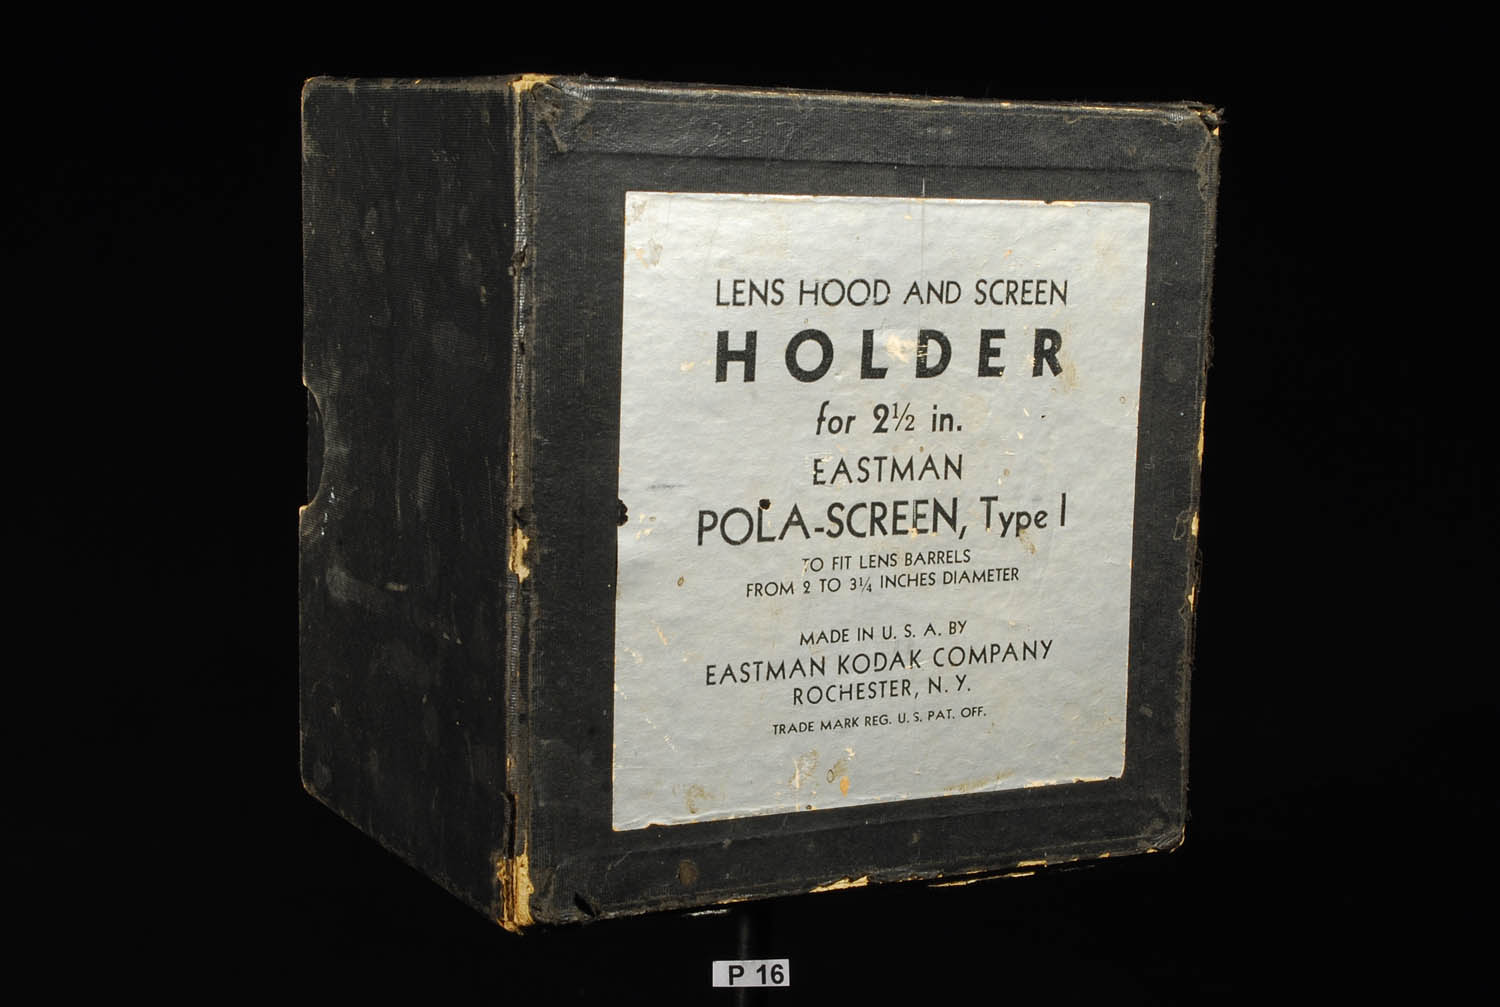 LENS HOOD AND SCREEN
HOLDER
for 2½ in.
EASTMAN
POLA-SCREEN, Type I
TO FIT LENS BARRELS
FROM 2 TO 3¼ INCHES DIAMETER
MADE IN U. S. A. BY
EASTMAN KODAK COMPANY
ROCHESTER, N. Y.
TRADE MARK REG. U. S. PAT. OFF.
P 16